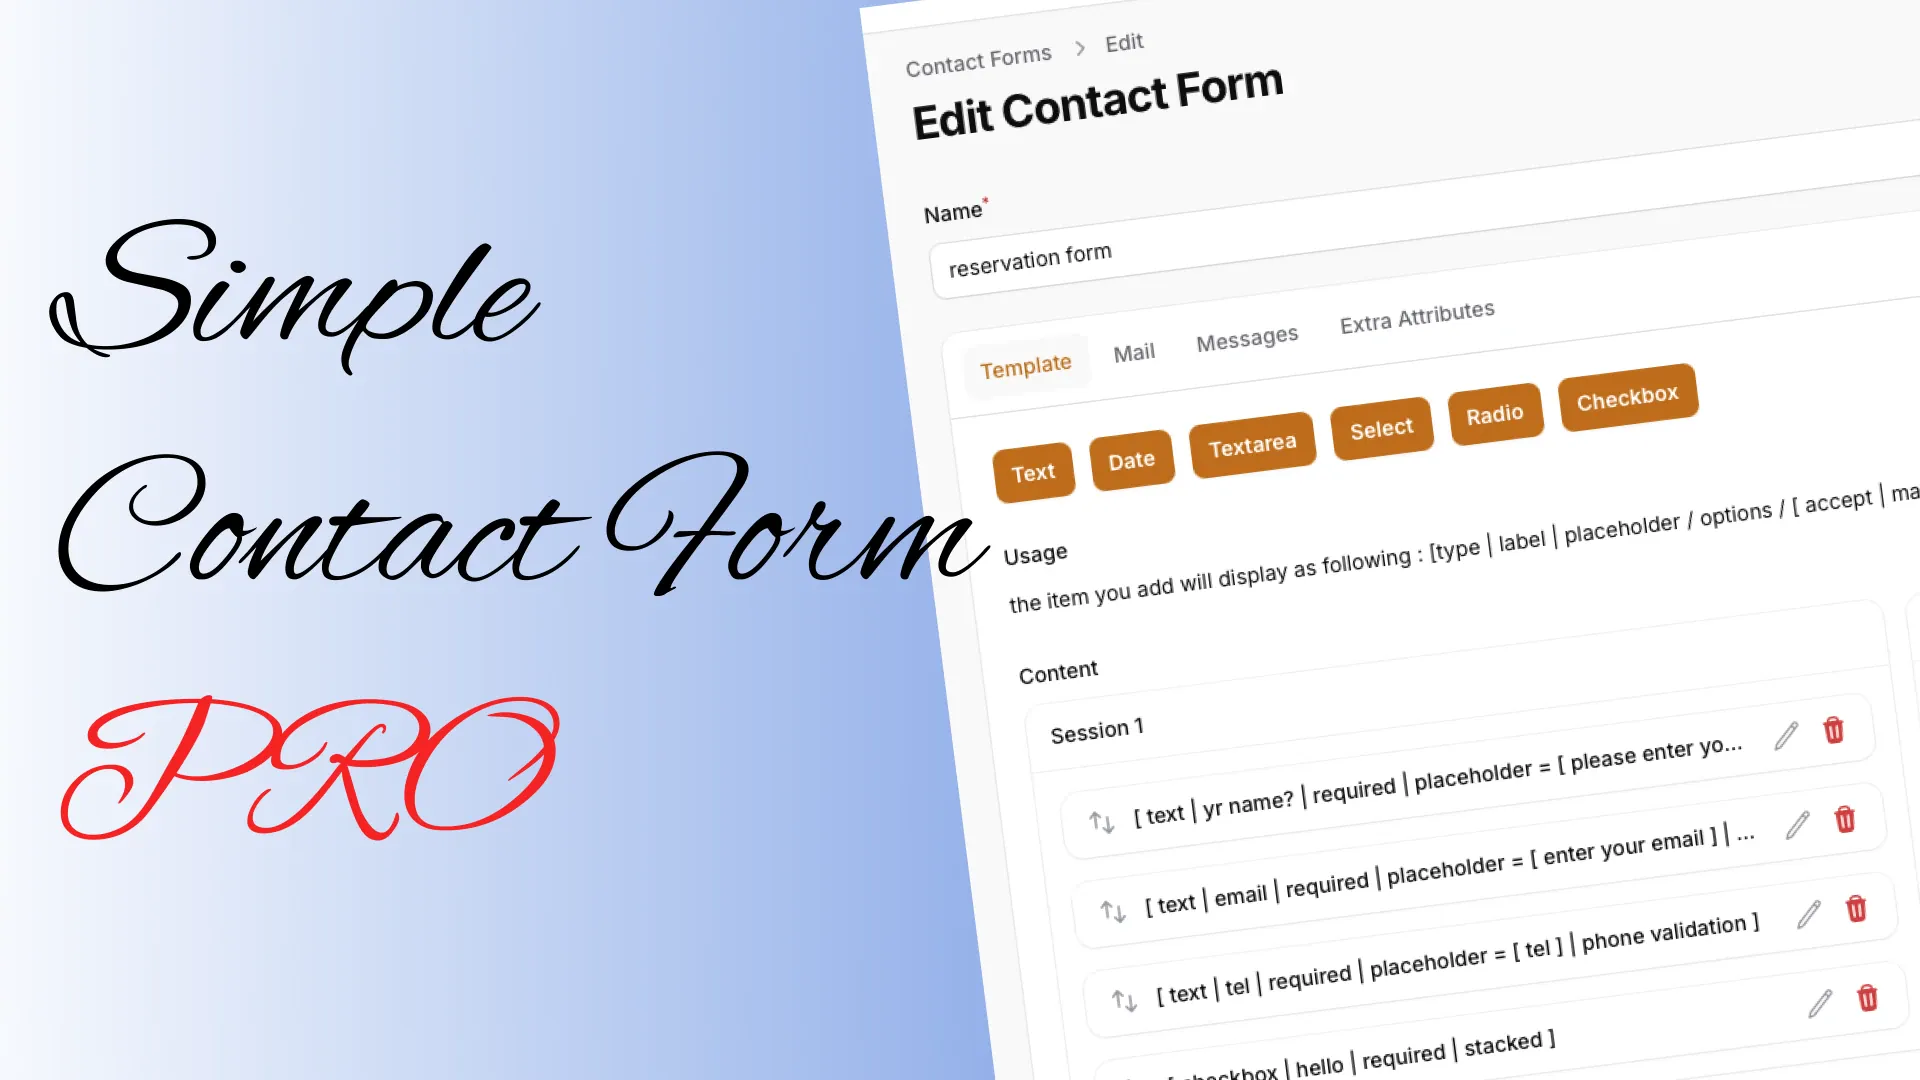 Simple
Contact Form
PRO
Contact Forms > Edit
Edit Contact Form
Name*
reservation form
Template Mail Messages Extra Attributes
Text Date Textarea Select Radio Checkbox
Usage
the item you add will display as following : [type | label | placeholder / options / [ accept |
Content
Session 1
[ text | yr name? | required | placeholder = [ please enter yo...
[ text | email | required | placeholder = [ enter your email ] | ...
[ text | tel | required | placeholder = [ tel ] | phone validation ]
| hello | required | stacked ]